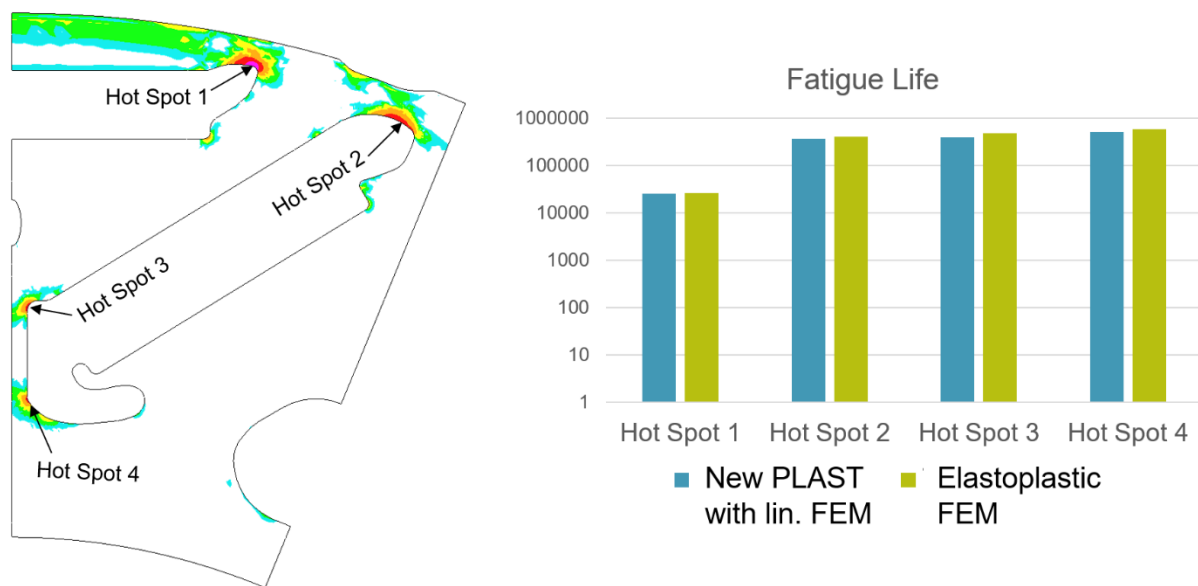 Hot Spot 1
Hot Spot 2
Hot Spot 3
Hot Spot 4
Fatigue Life
1000000
100000
10000
1000
100
10
1
Hot Spot 1 Hot Spot 2 Hot Spot 3 Hot Spot 4
New PLAST with lin. FEM
Elastoplastic FEM